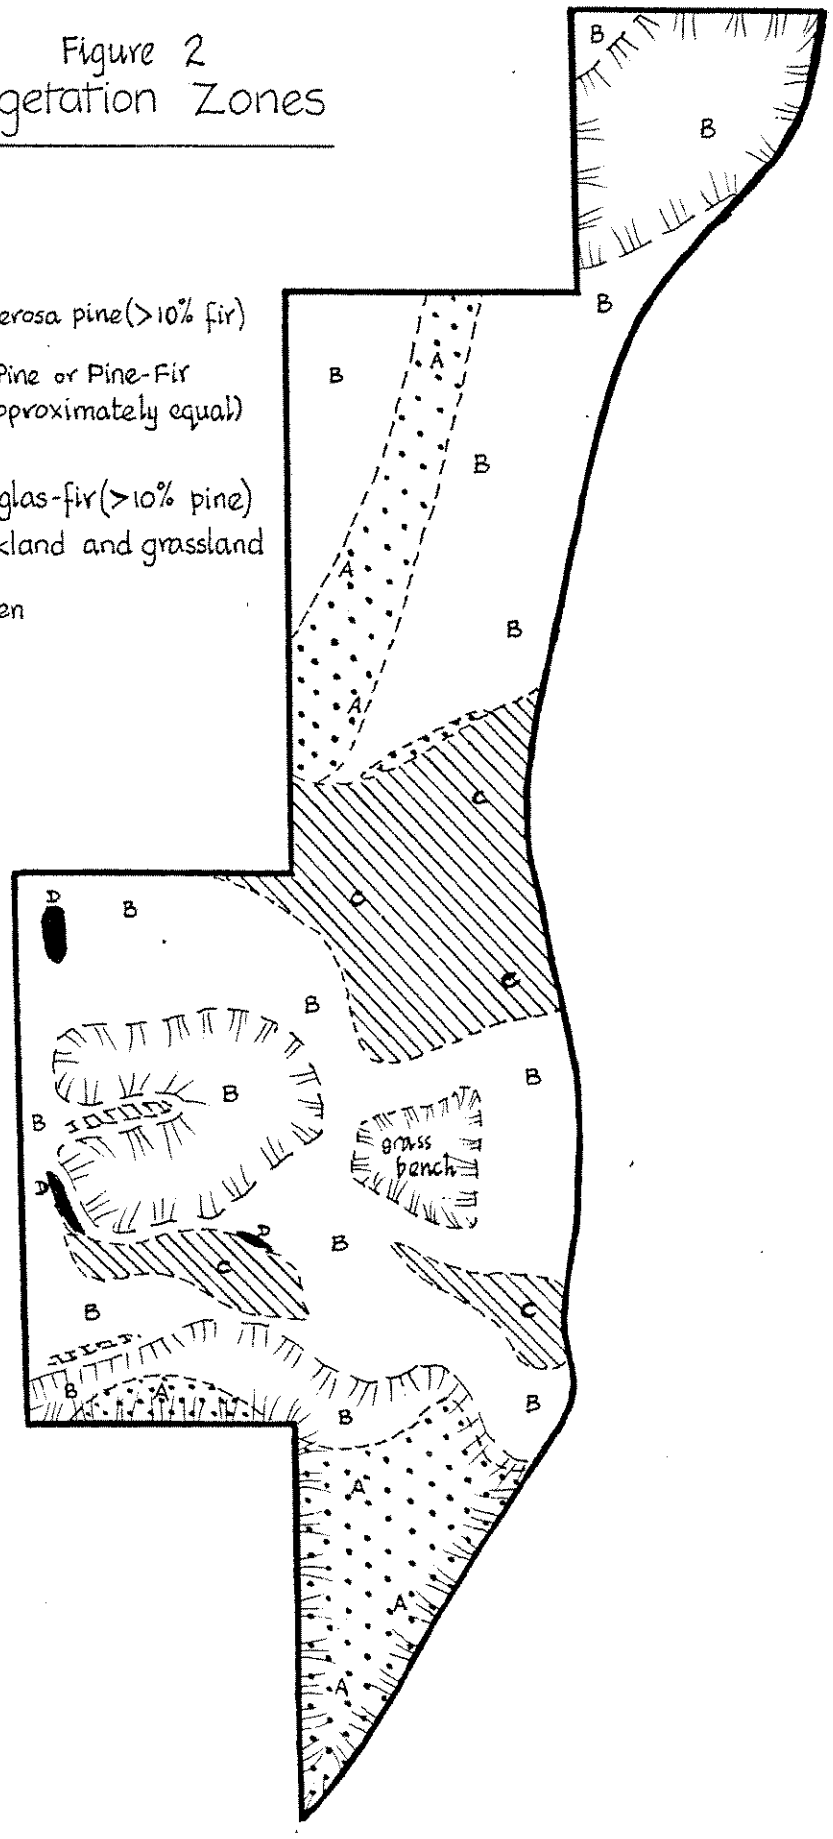 Figure 2
getation Zones
erosa pine (>10% fir)
Pine or Pine-Fir
pproximately equal)
glas-fir (>10% pine)
kland and grassland
en
B
B
B
A
B
B
A
B
A
C
C
C
D
B
B
B
B
B
grass
bench
D
D
B
C
B
C
B
A
B
B
A
A
A